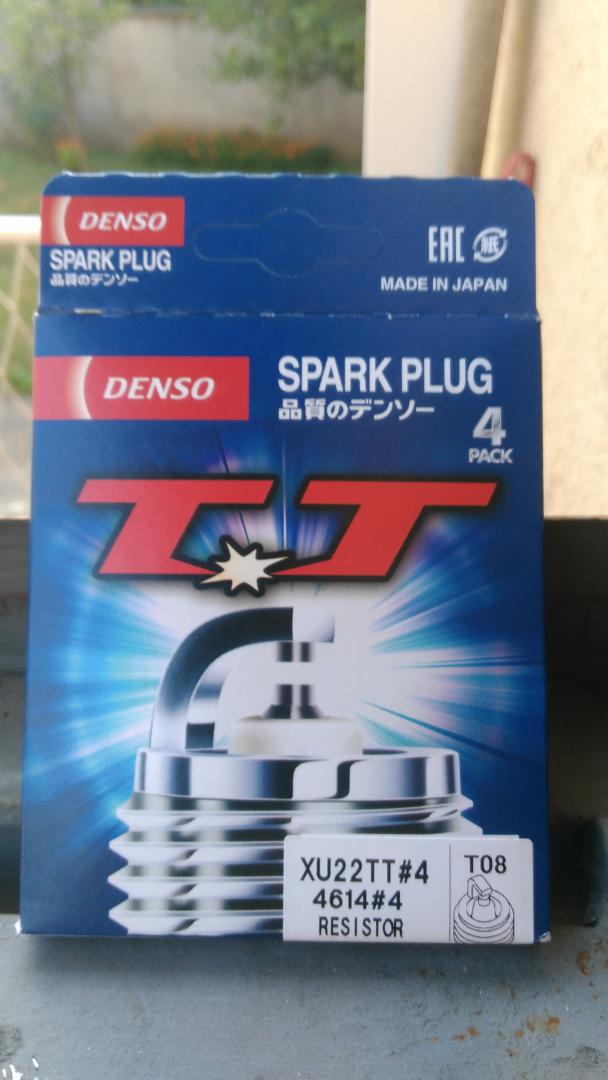 DENSO
SPARK PLUG
品質のデンソー
EAC 紙
MADE IN JAPAN
DENSO
SPARK PLUG
品質のデンソー
4
PACK
TT
XU22TT#4
4614#4
RESISTOR
T08